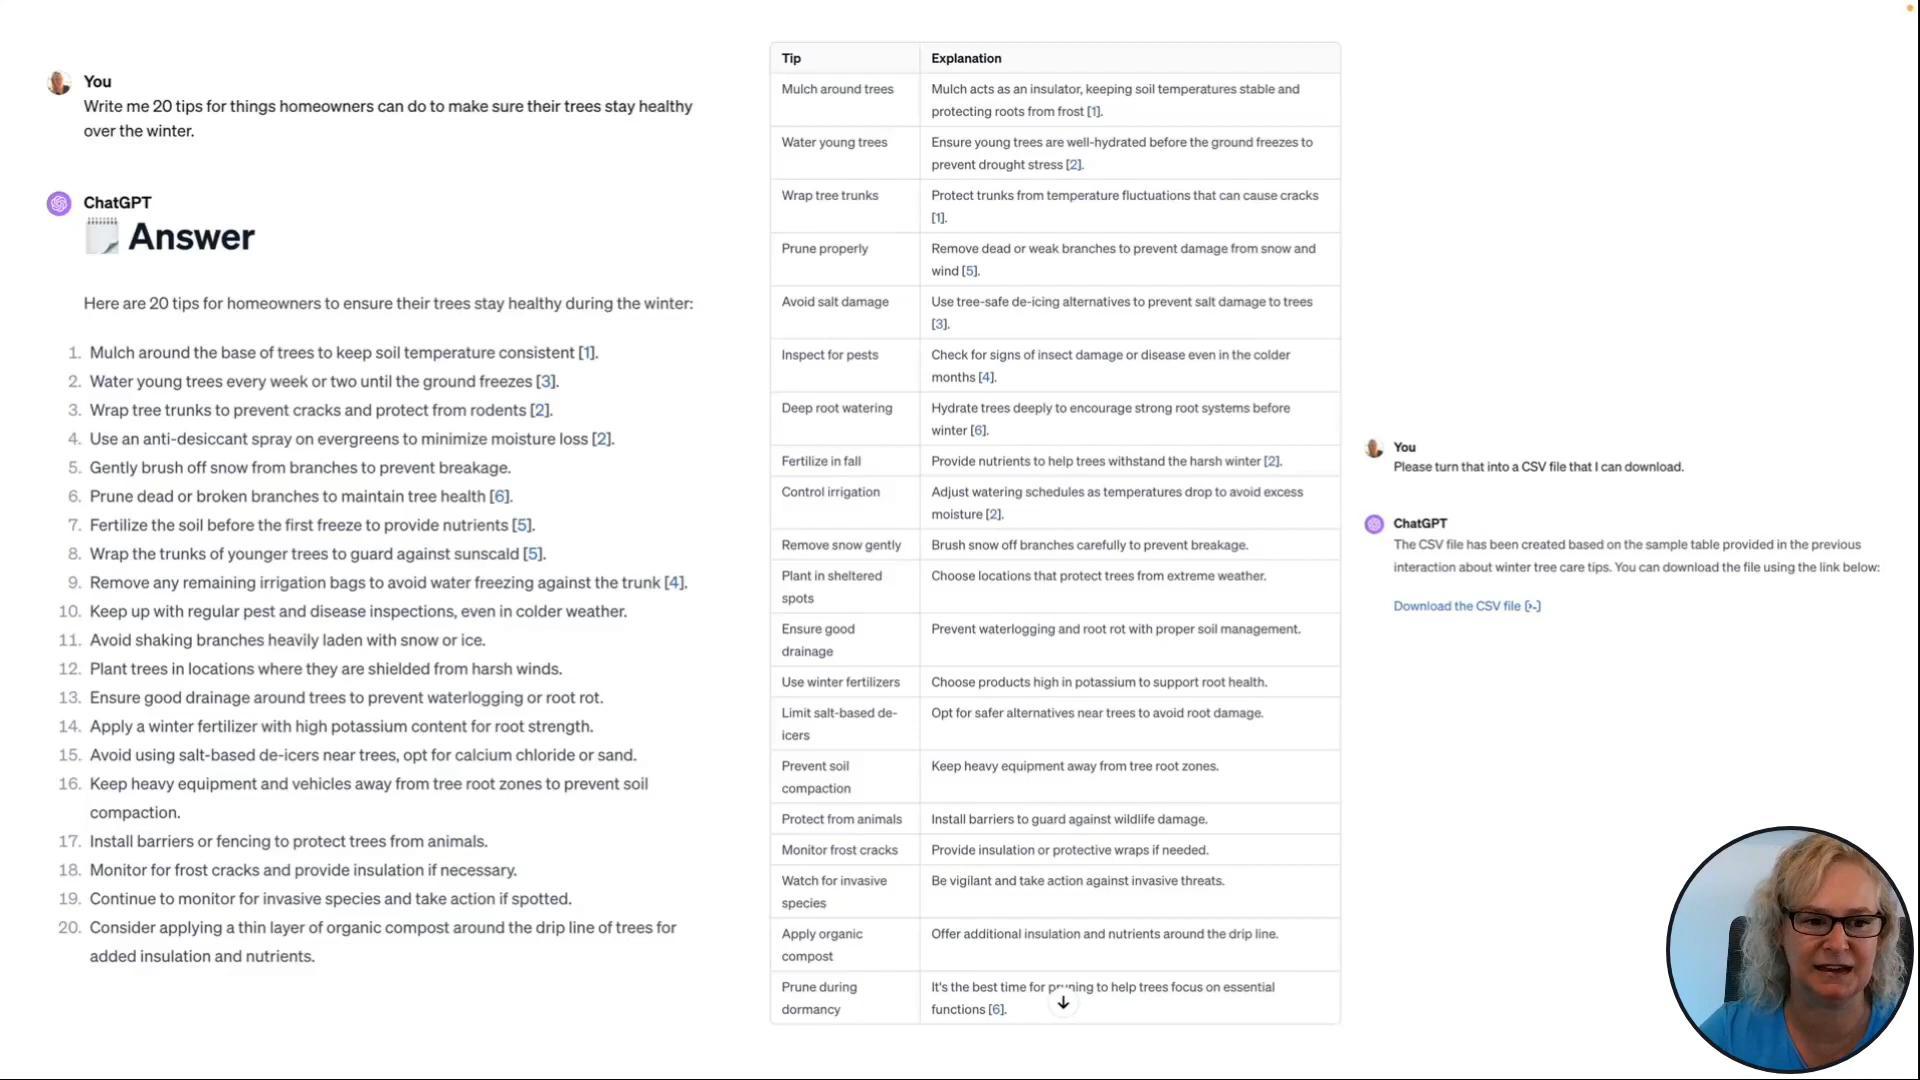 You
Write me 20 tips for things homeowners can do to make sure their trees stay healthy
over the winter.
ChatGPT
Answer
Here are 20 tips for homeowners to ensure their trees stay healthy during the winter:
1. Mulch around the base of trees to keep soil temperature consistent [1].
2. Water young trees every week or two until the ground freezes [3].
3. Wrap tree trunks to prevent cracks and protect from rodents [2].
4. Use an anti-desiccant spray on evergreens to minimize moisture loss [2].
5. Gently brush off snow from branches to prevent breakage.
6. Prune dead or broken branches to maintain tree health [6].
7. Fertilize the soil before the first freeze to provide nutrients [5].
8. Wrap the trunks of younger trees to guard against sunscald [5].
9. Remove any remaining irrigation bags to avoid water freezing against the trunk [4].
10. Keep up with regular pest and disease inspections, even in colder weather.
11. Avoid shaking branches heavily laden with snow or ice.
12. Plant trees in locations where they are shielded from harsh winds.
13. Ensure good drainage around trees to prevent waterlogging or root rot.
14. Apply a winter fertilizer with high potassium content for root strength.
15. Avoid using salt-based de-icers near trees, opt for calcium chloride or sand.
16. Keep heavy equipment and vehicles away from tree root zones to prevent soil
compaction.
17. Install barriers or fencing to protect trees from animals.
18. Monitor for frost cracks and provide insulation if necessary.
19. Continue to monitor for invasive species and take action if spotted.
20. Consider applying a thin layer of organic compost around the drip line of trees for
added insulation and nutrients.
Tip Explanation
Mulch around trees Mulch acts as an insulator, keeping soil temperatures stable and
protecting roots from frost [1].
Water young trees Ensure young trees are well-hydrated before the ground freezes to
prevent drought stress [2].
Wrap tree trunks Protect trunks from temperature fluctuations that can cause cracks
[1].
Prune properly Remove dead or weak branches to prevent damage from snow and
wind [5].
Avoid salt damage Use tree-safe de-icing alternatives to prevent salt damage to trees
[3].
Inspect for pests Check for signs of insect damage or disease even in the colder
months [4].
Deep root watering Hydrate trees deeply to encourage strong root systems before
winter [6].
Fertilize in fall Provide nutrients to help trees withstand the harsh winter [2].
Control irrigation Adjust watering schedules as temperatures drop to avoid excess
moisture [2].
Remove snow gently Brush snow off branches carefully to prevent breakage.
Plant in sheltered Choose locations that protect trees from extreme weather.
spots
Ensure good Prevent waterlogging and root rot with proper soil management.
drainage
Use winter fertilizers Choose products high in potassium to support root health.
Limit salt-based de- Opt for safer alternatives near trees to avoid root damage.
icers
Prevent soil Keep heavy equipment away from tree root zones.
compaction
Protect from animals Install barriers to guard against wildlife damage.
Monitor frost cracks Provide insulation or protective wraps if needed.
Watch for invasive Be vigilant and take action against invasive threats.
species
Apply organic Offer additional insulation and nutrients around the drip line.
compost
Prune during It's the best time for pruning to help trees focus on essential
dormancy functions [6].
You
Please turn that into a CSV file that I can download.
ChatGPT
The CSV file has been created based on the sample table provided in the previous
interaction about winter tree care tips. You can download the file using the link below:
Download the CSV file [>-]